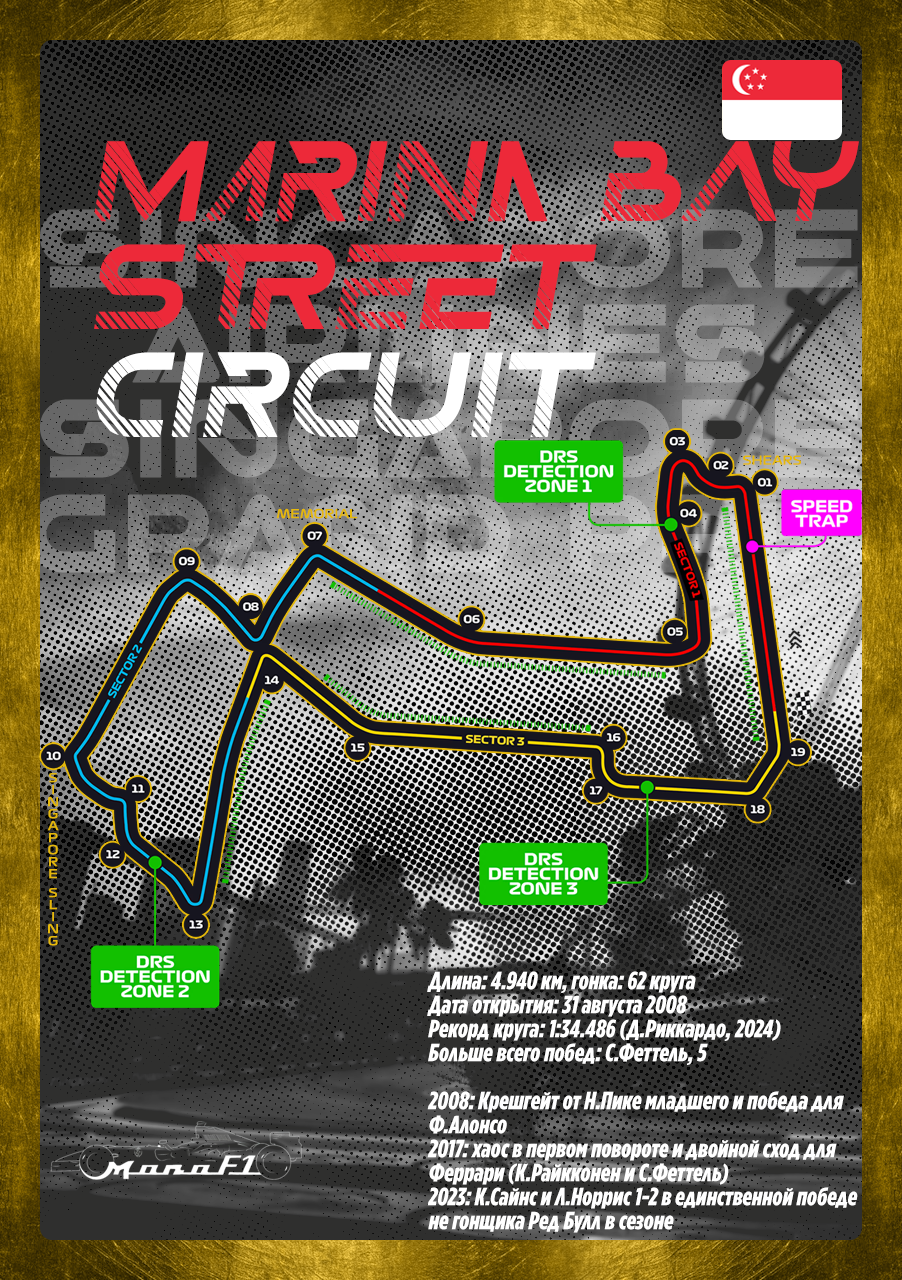 MARINA BAY
STREET
CIRCUIT
SINGAPORE
AIRLINES
SINGAPORE
DRS
DETECTION
ZONE 1
03
02
SHEARS
01
SPEED
TRAP
04
SECTOR 1
MEMORIAL
07
09
08
06
05
SECTOR 2
14
10
15
SECTOR 3
16
19
11
17
18
SINGAPORE SLING
12
13
DRS
DETECTION
ZONE 3
DRS
DETECTION
ZONE 2
Длина: 4.940 км, гонка: 62 круга
Дата открытия: 31 августа 2008
Рекорд круга: 1:34.486 (Д.Риккардо, 2024)
Больше всего побед: С.Феттель, 5
2008: Крешгейт от Н.Пике младшего и победа для
Ф.Алонсо
2017: хаос в первом повороте и двойной сход для
Феррари (К.Райкконен и С.Феттель)
2023: К.Сайнс и Л.Норрис 1-2 в единственной победе
не гонщика Ред Булл в сезоне
МапаF1